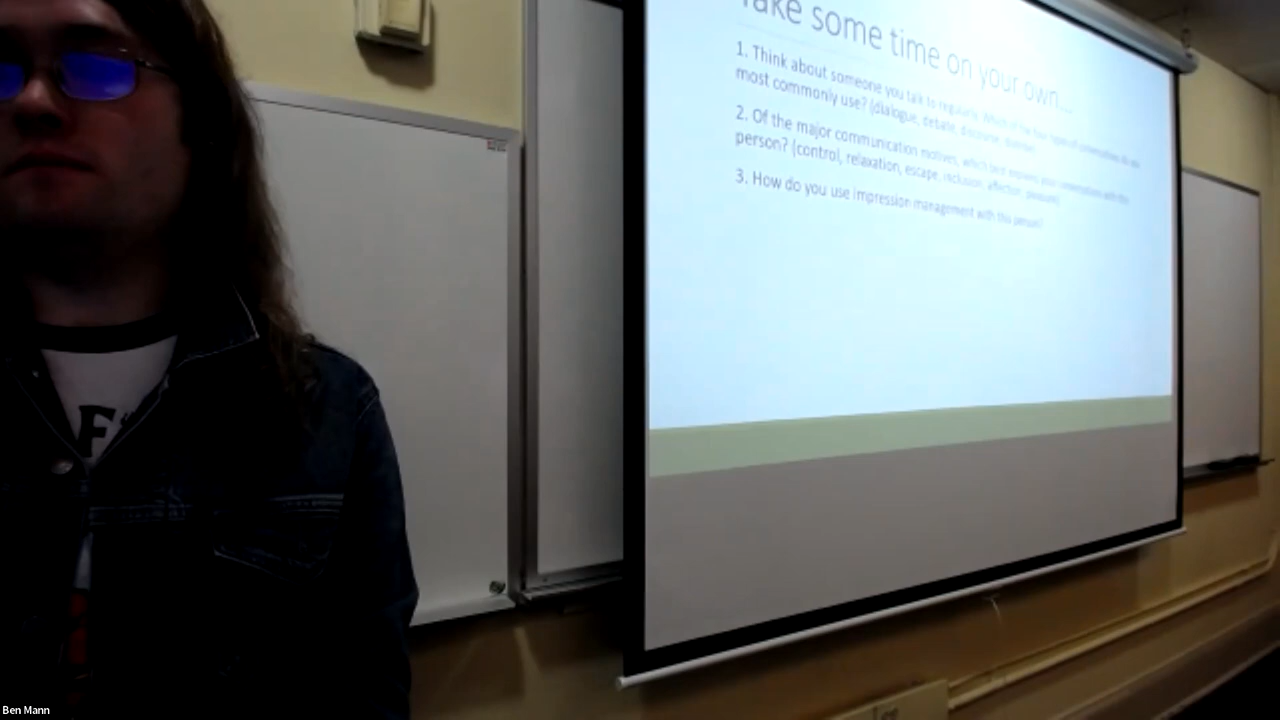 Take some time on your own...
1. Think about someone you talk to regularly. Which of the four types of conversations do you
most commonly use? (dialogue, debate, discourse,
2. Of the major communication motives, which best explains your conversations with this
person? (control, relaxation, escape, inclusion, affection, pleasure)
3. How do you use impression management with this person?
F
Ben Mann